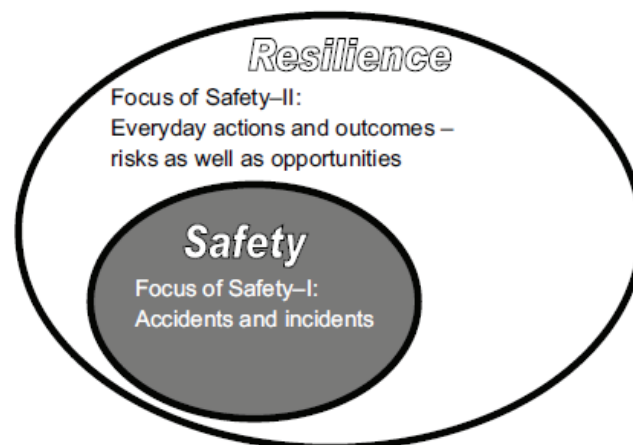 Resilience
Focus of Safety–II:
Everyday actions and outcomes –
risks as well as opportunities
Safety
Focus of Safety–I:
Accidents and incidents